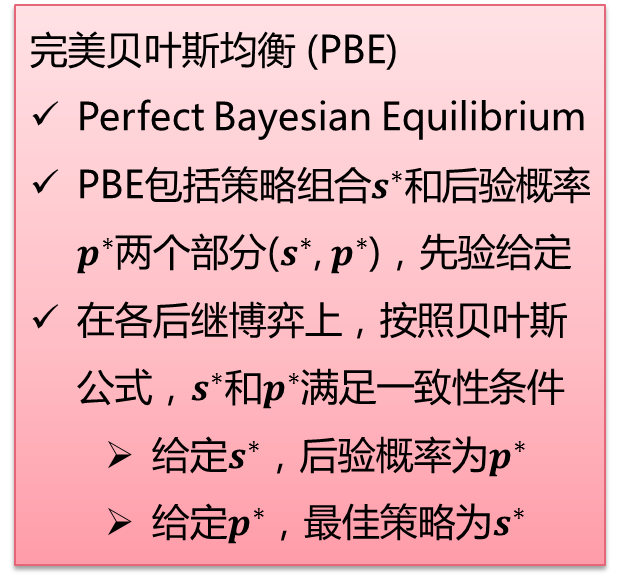 完美贝叶斯均衡 (PBE)
✓ Perfect Bayesian Equilibrium
✓ PBE包括策略组合s*和后验概率
p*两个部分(s*, p*)，先验给定
✓ 在各后继博弈上，按照贝叶斯
公式，s*和p*满足一致性条件
➢ 给定s*，后验概率为p*
➢ 给定p*，最佳策略为s*